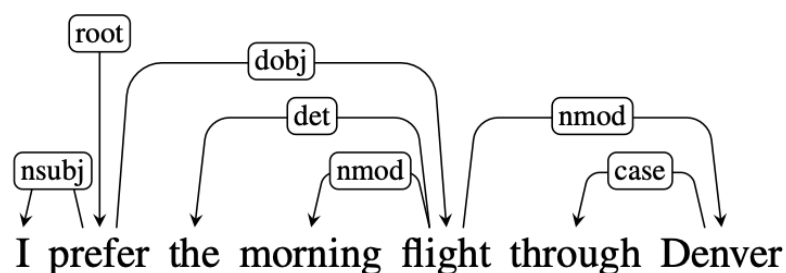 root
dobj
det
nmod
nsubj
nmod
case
I prefer the morning flight through Denver